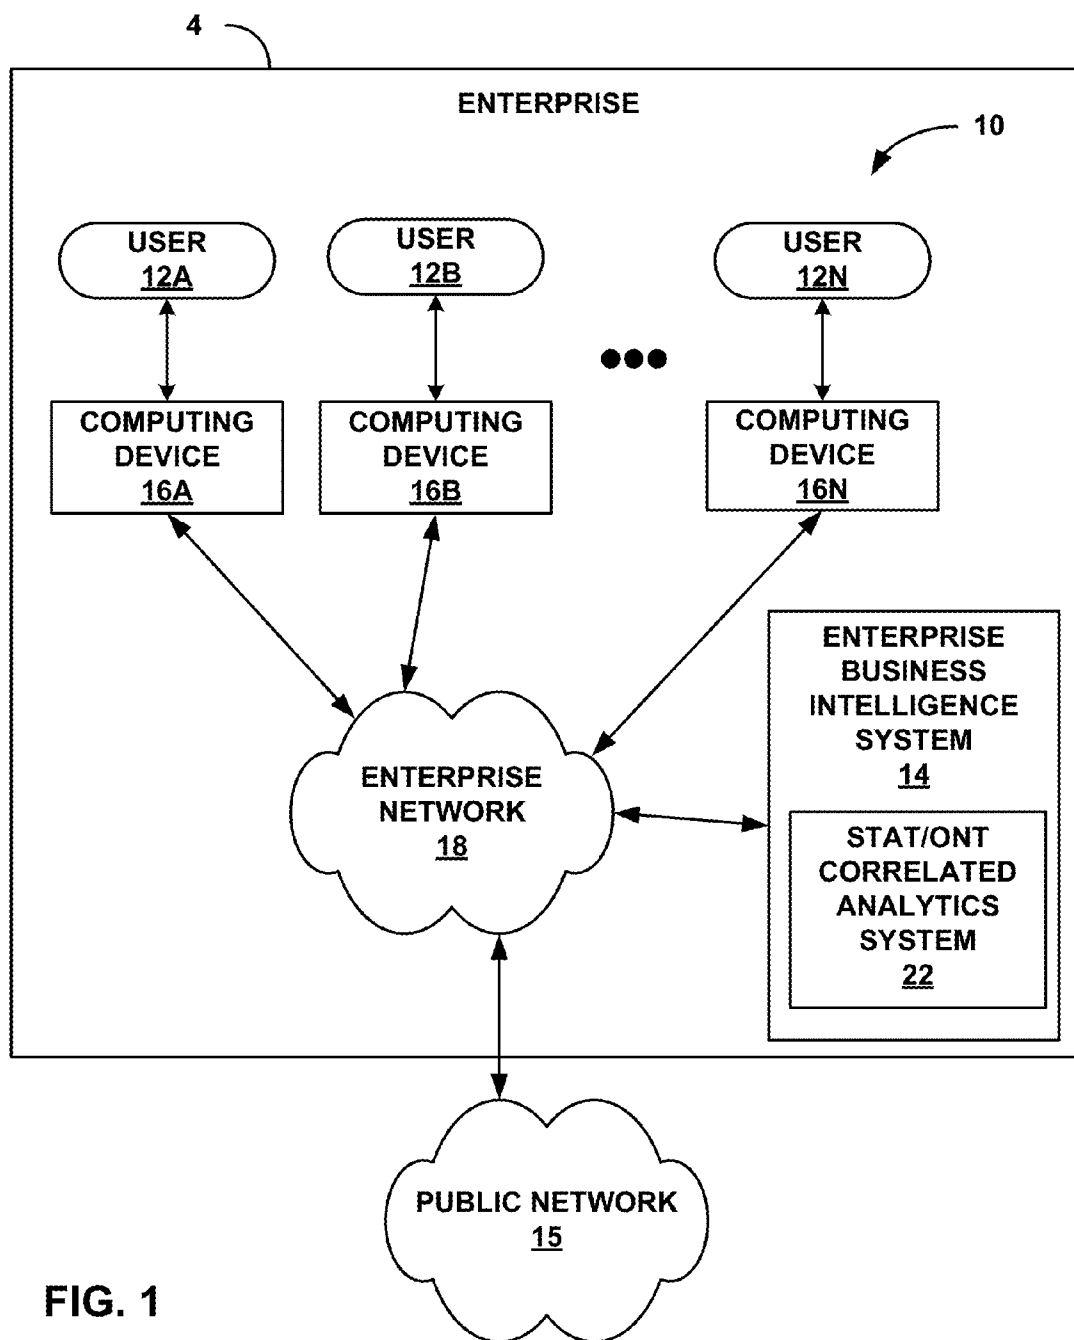 4
ENTERPRISE
10
USER
12A
USER
12B
USER
12N
COMPUTING
DEVICE
16A
COMPUTING
DEVICE
16B
COMPUTING
DEVICE
16N
ENTERPRISE
BUSINESS
INTELLIGENCE
SYSTEM
14
ENTERPRISE
NETWORK
18
STAT/ONT
CORRELATED
ANALYTICS
SYSTEM
22
PUBLIC NETWORK
15
FIG. 1